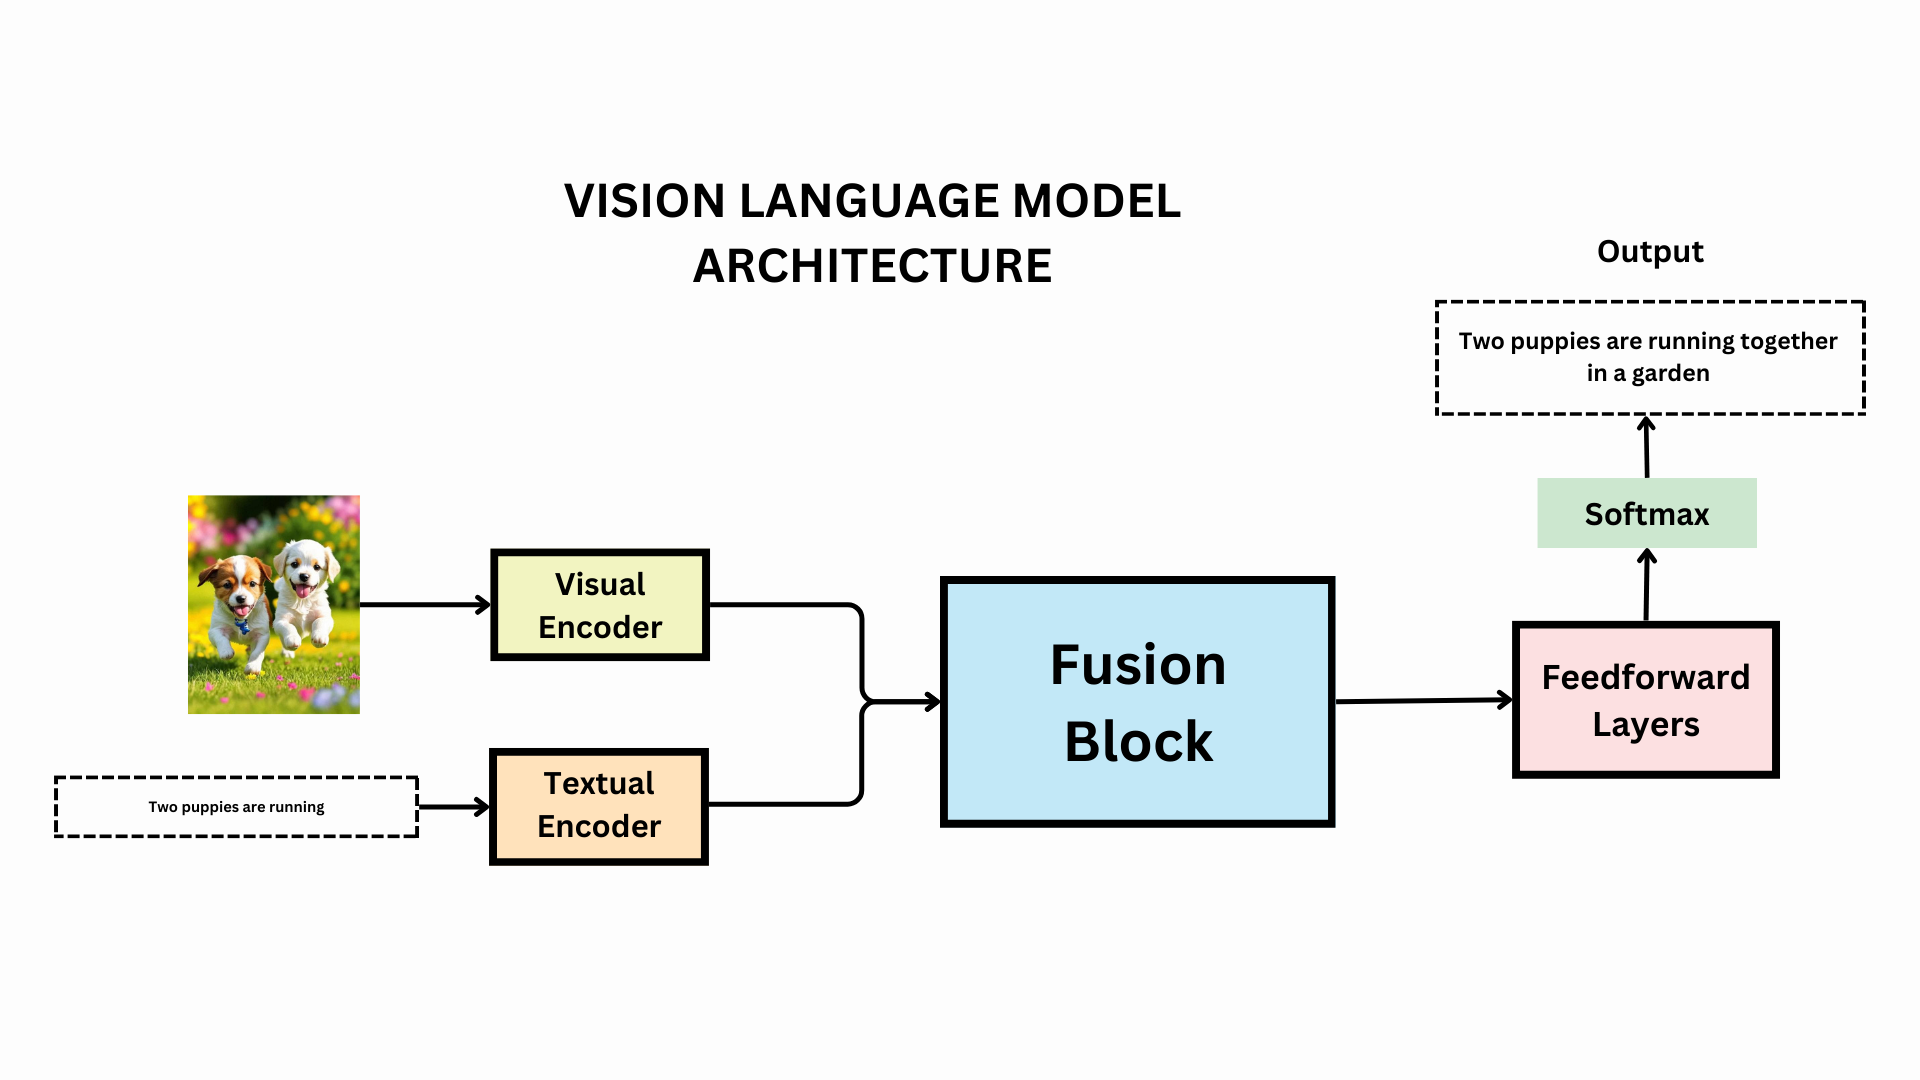 VISION LANGUAGE MODEL
ARCHITECTURE
Output
Two puppies are running together
in a garden
Softmax
Visual
Encoder
Fusion
Block
Feedforward
Layers
Textual
Encoder
Two puppies are running